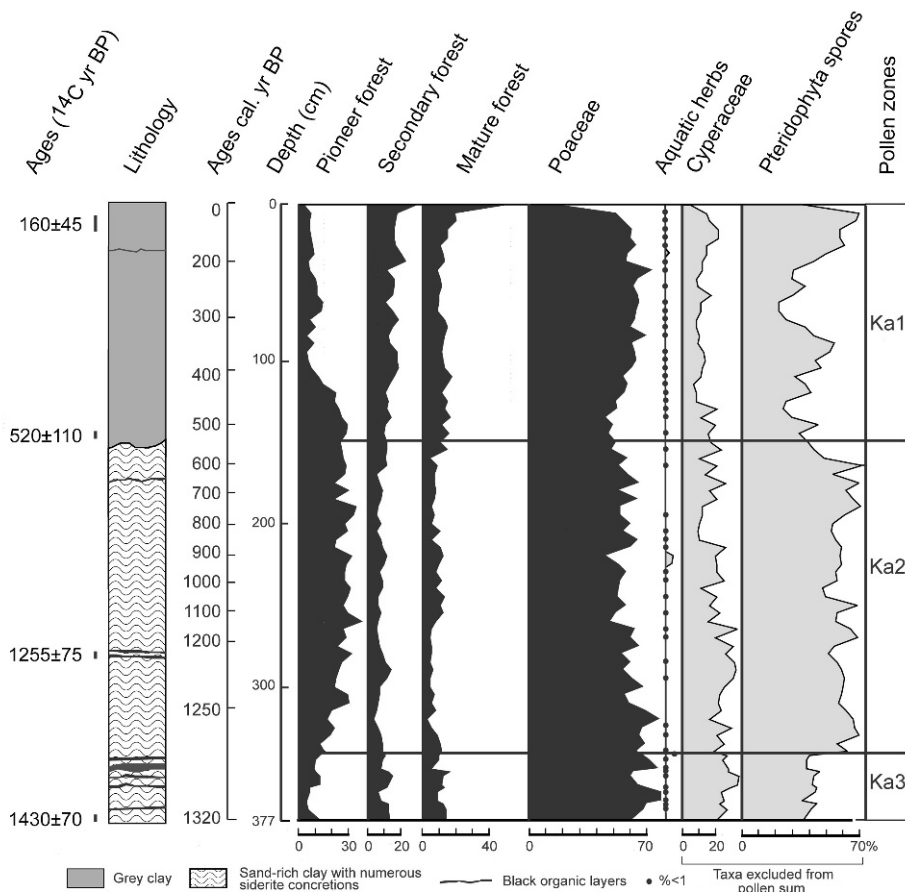 Ages (14C yr BP)
Lithology
Ages cal. yr BP
Depth (cm)
Pioneer forest
Secondary forest
Mature forest
Poaceae
Aquatic herbs
Cyperaceae
Pteridophyta spores
Pollen zones
160±45
520±110
1255±75
1430±70
0
200
300
400
500
600
700
800
900
1000
1100
1200
1250
1320
0
100
200
300
377
Ka1
Ka2
Ka3
0 10 30 0 20 0 40 0 70 0 20 0 70%
Grey clay
Sand-rich clay with numerous
siderite concretions
Black organic layers
%<1
Taxa excluded from
pollen sum